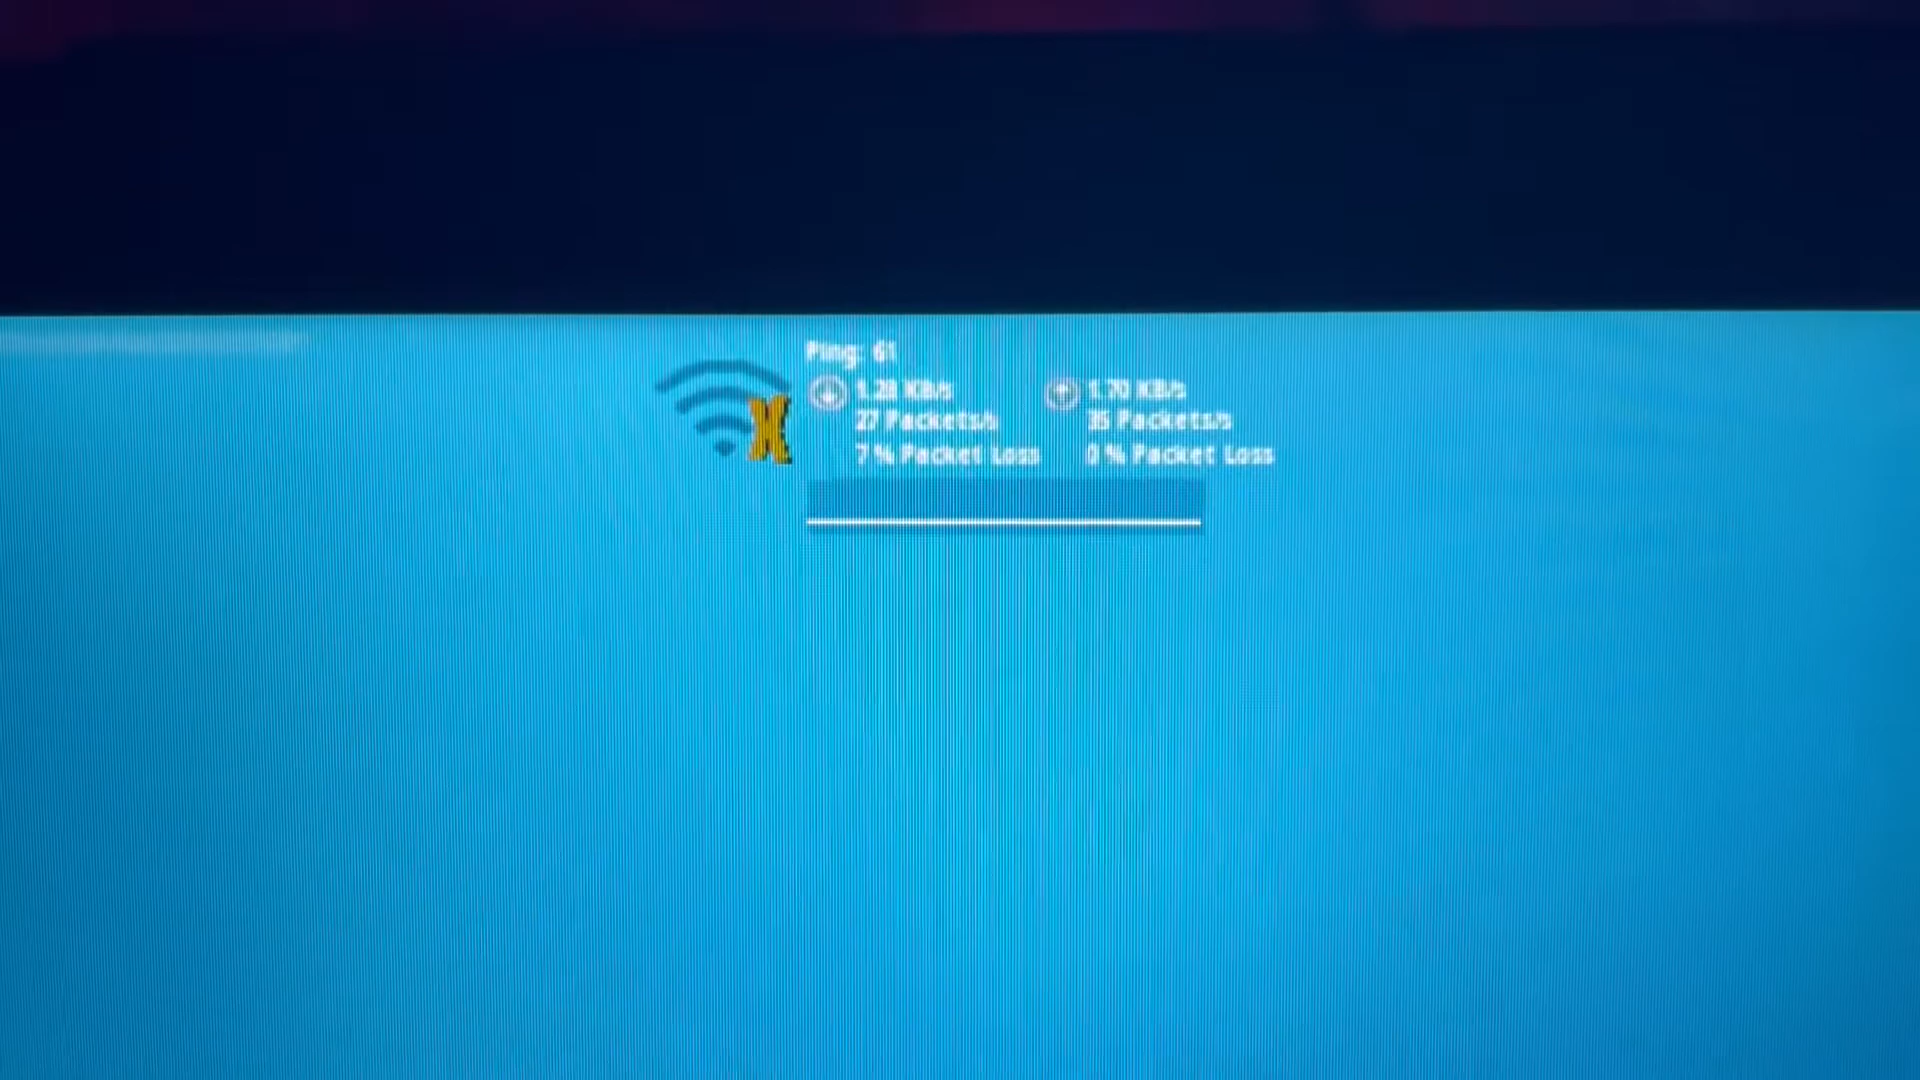 Ping: 61
1.28 KB/s 1.70 KB/s
27 Packets/s 35 Packets/s
7 % Packet Loss 0 % Packet Loss